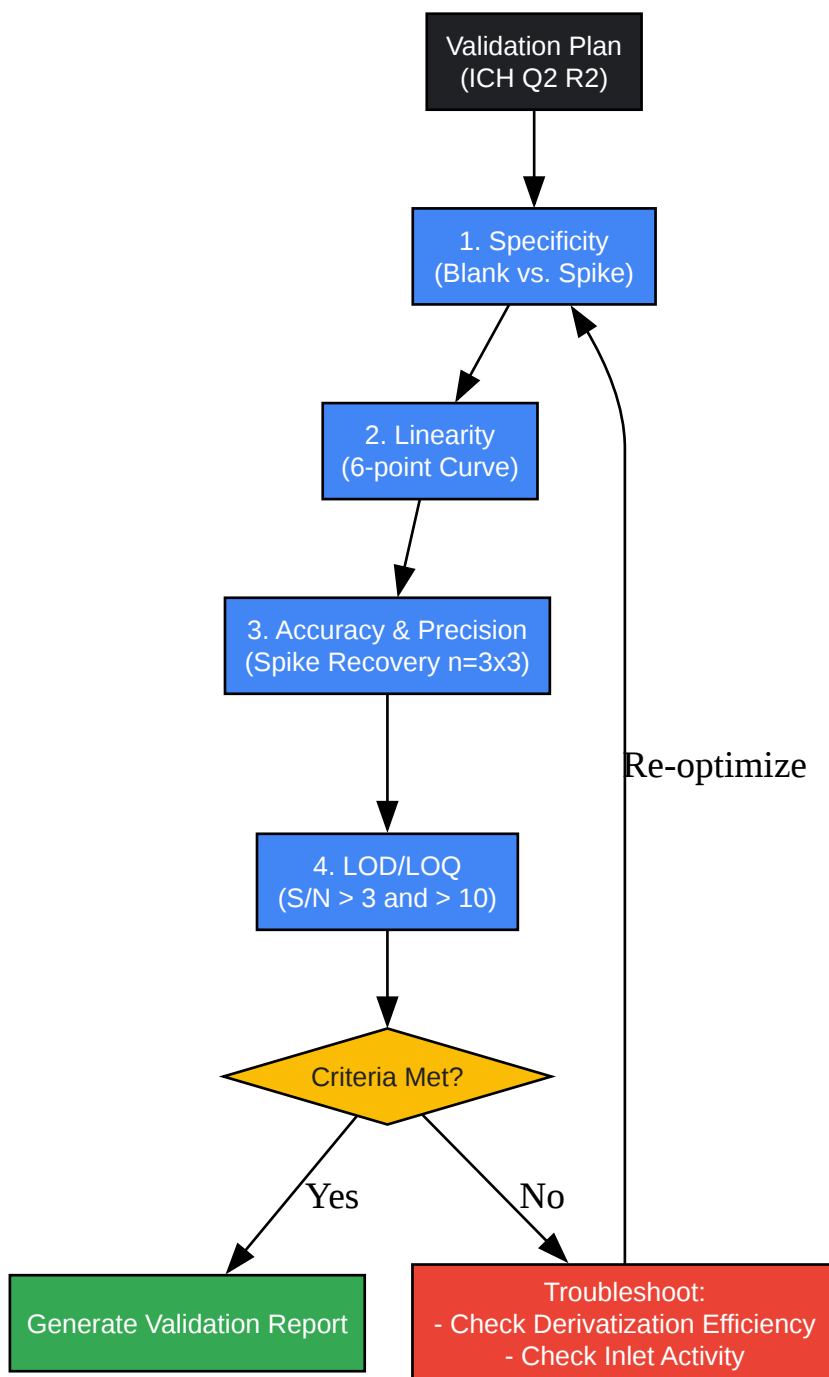 Validation Plan
(ICH Q2 R2)
1. Specificity
(Blank vs. Spike)
2. Linearity
(6-point Curve)
3. Accuracy & Precision
(Spike Recovery n=3x3)
Re-optimize
4. LOD/LOQ
(S/N > 3 and > 10)
Criteria Met?
Yes
No
Generate Validation Report
Troubleshoot:
- Check Derivatization Efficiency
- Check Inlet Activity